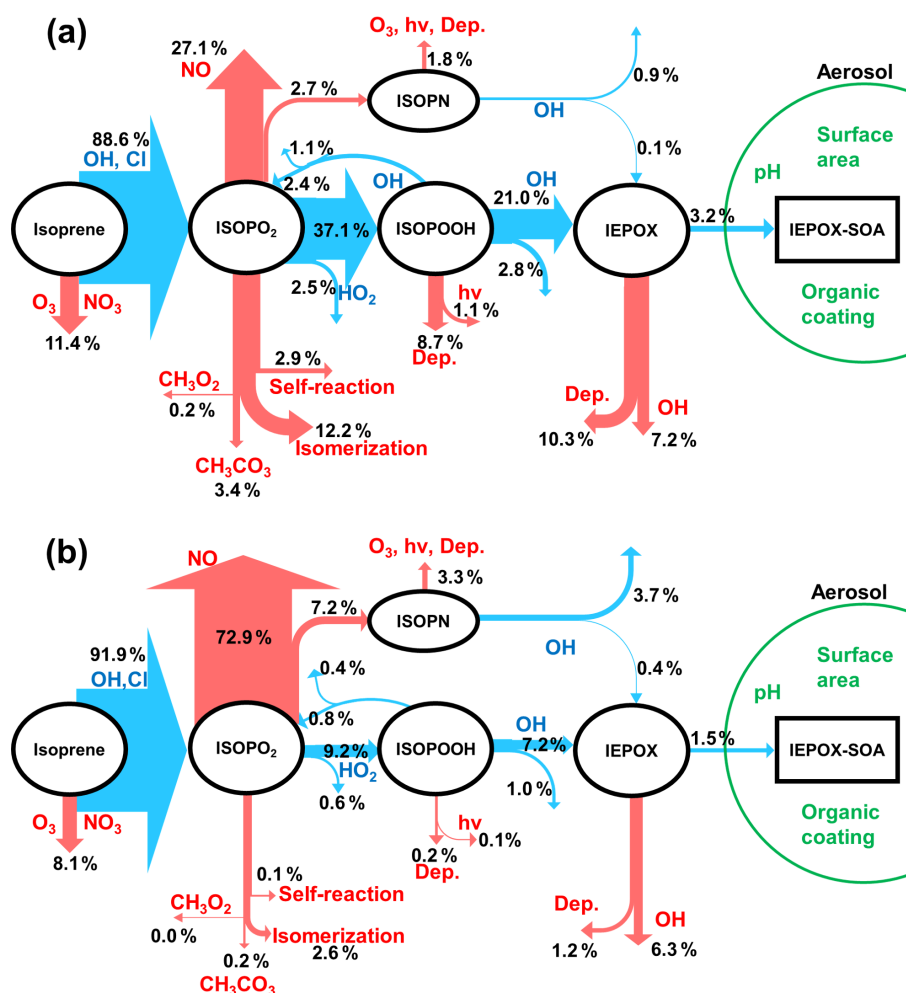 (a)
O3, hv, Dep.
27.1 %
NO
1.8 %
2.7 %
ISOPN
0.9 %
OH
Aerosol
88.6 %
OH, Cl
1.1 %
0.1 %
Surface
area
pH
2.4 %
OH
OH
21.0 %
Isoprene
ISOPO2
37.1 %
ISOPOOH
IEPOX
3.2 %
IEPOX-SOA
2.5 %
HO2
2.8 %
O3
NO3
hv
1.1 %
Organic
coating
11.4 %
8.7 %
Dep.
2.9 %
Self-reaction
CH3O2
0.2 %
12.2 %
Isomerization
Dep.
OH
10.3 %
7.2 %
CH3CO3
3.4 %
(b)
NO
O3, hv, Dep.
3.3 %
7.2 %
ISOPN
3.7 %
72.9 %
OH
Aerosol
91.9 %
OH,Cl
0.4 %
0.4 %
Surface
area
pH
0.8 %
OH
Isoprene
ISOPO2
9.2 %
HO2
ISOPOOH
7.2 %
IEPOX
1.5 %
IEPOX-SOA
0.6 %
1.0 %
O3
NO3
hv
0.1 %
Organic
coating
8.1 %
0.2 %
Dep.
0.1 %
Self-reaction
CH3O2
0.0 %
Isomerization
2.6 %
Dep.
OH
1.2 %
6.3 %
0.2 %
CH3CO3